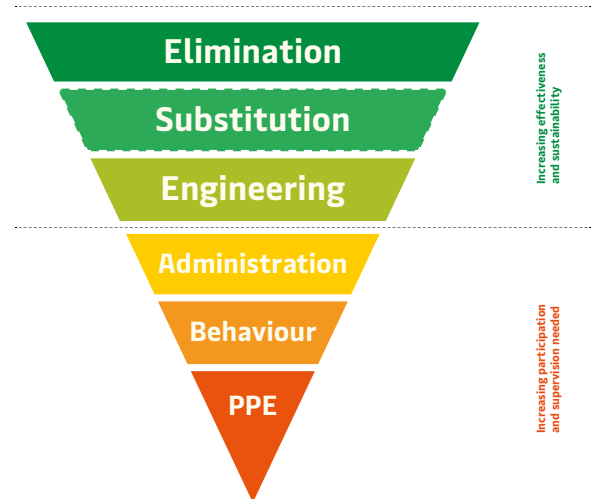 Elimination
Substitution
Engineering
Administration
Behaviour
PPE
Increasing effectiveness
and sustainability
Increasing participation
and supervision needed